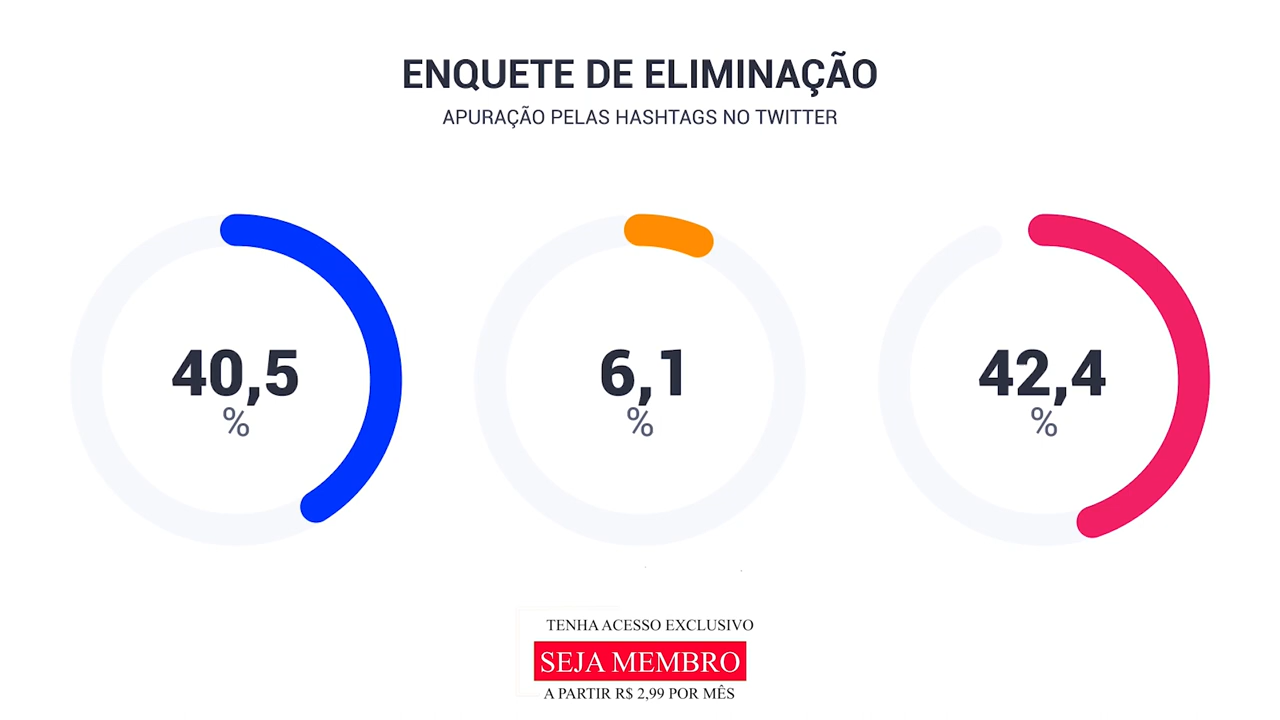 ENQUETE DE ELIMINAÇÃO
APURAÇÃO PELAS HASHTAGS NO TWITTER
40,5
%
6,1
%
42,4
%
TENHA ACESSO EXCLUSIVO
SEJA MEMBRO
A PARTIR R$ 2,99 POR MÊS